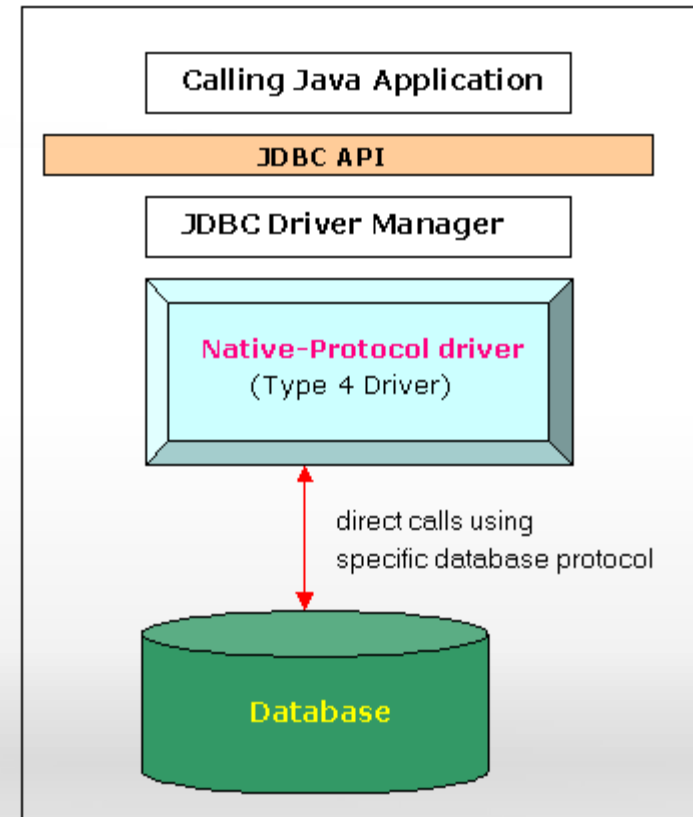 Calling Java Application
JDBC API
JDBC Driver Manager
Native-Protocol driver
(Type 4 Driver)
direct calls using
specific database protocol
Database